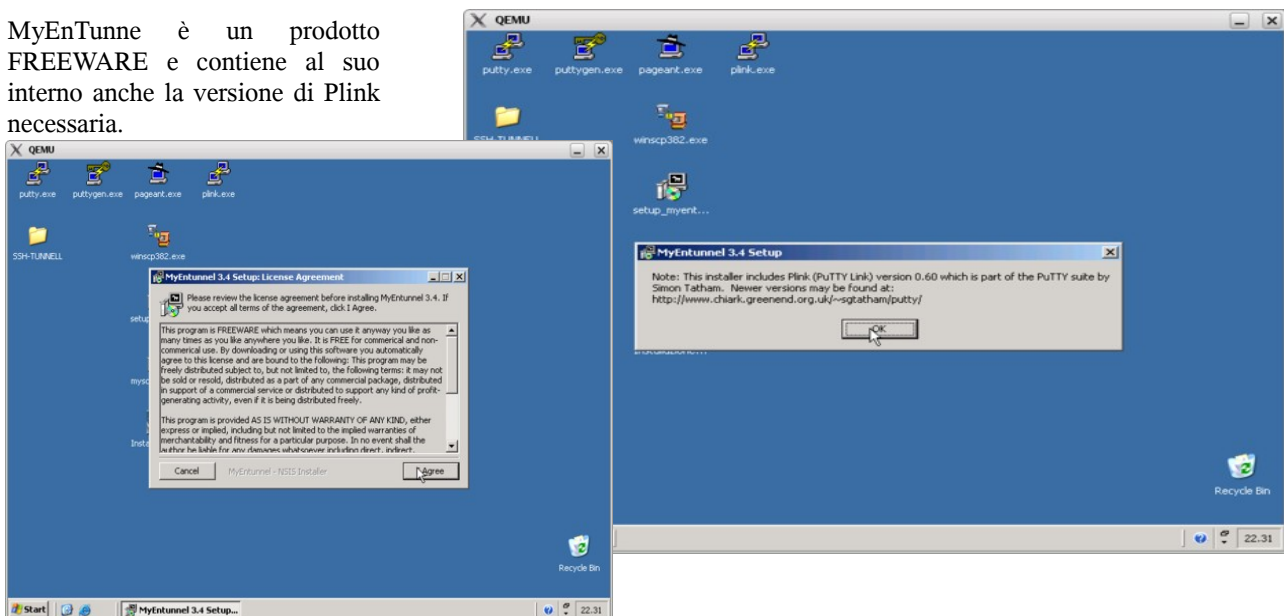 MyEnTunne è un prodotto
FREEWARE e contiene al suo
interno anche la versione di Plink
necessaria.
QEMU
putty.exe puttygen.exe pageant.exe plink.exe
winscp382.exe
setup_myent...
MyEntunnel 3.4 Setup
Note: This installer includes Plink (PuTTY Link) version 0.60 which is part of the PuTTY suite by
Simon Tatham. Newer versions may be found at:
http://www.chiark.greenend.org.uk/~sgtatham/putty/
OK
Recycle Bin
22.31
QEMU
putty.exe puttygen.exe pageant.exe plink.exe
SSH-TUNNELL winscp382.exe
MyEntunnel 3.4 Setup: License Agreement
Please review the license agreement before installing MyEntunnel 3.4. If
you accept all terms of the agreement, click I Agree.
This program is FREEWARE which means you can use it anyway you like as
many times as you like anywhere you like. It is FREE for commerical and non-
commerical use. By downloading or using this software you automatically
agree to this license and are bound to the following: This program may be
freely distributed subject to, but not limited to, the following terms: it may not
be sold or resold, distributed as a part of any commercial package, distributed
in support of a commercial service or distributed to support any kind of profit-
generating activity, even if it is being distributed freely.
This program is provided AS IS WITHOUT WARRANTY OF ANY KIND, either
express or implied, including but not limited to the implied warranties of
merchantability and fitness for a particular purpose. In no event shall the
author be liable for any damages whatsoever including direct, indirect,
Cancel MyEntunnel - NSIS Installer Agree
Recycle Bin
Start MyEntunnel 3.4 Setup... 22.31